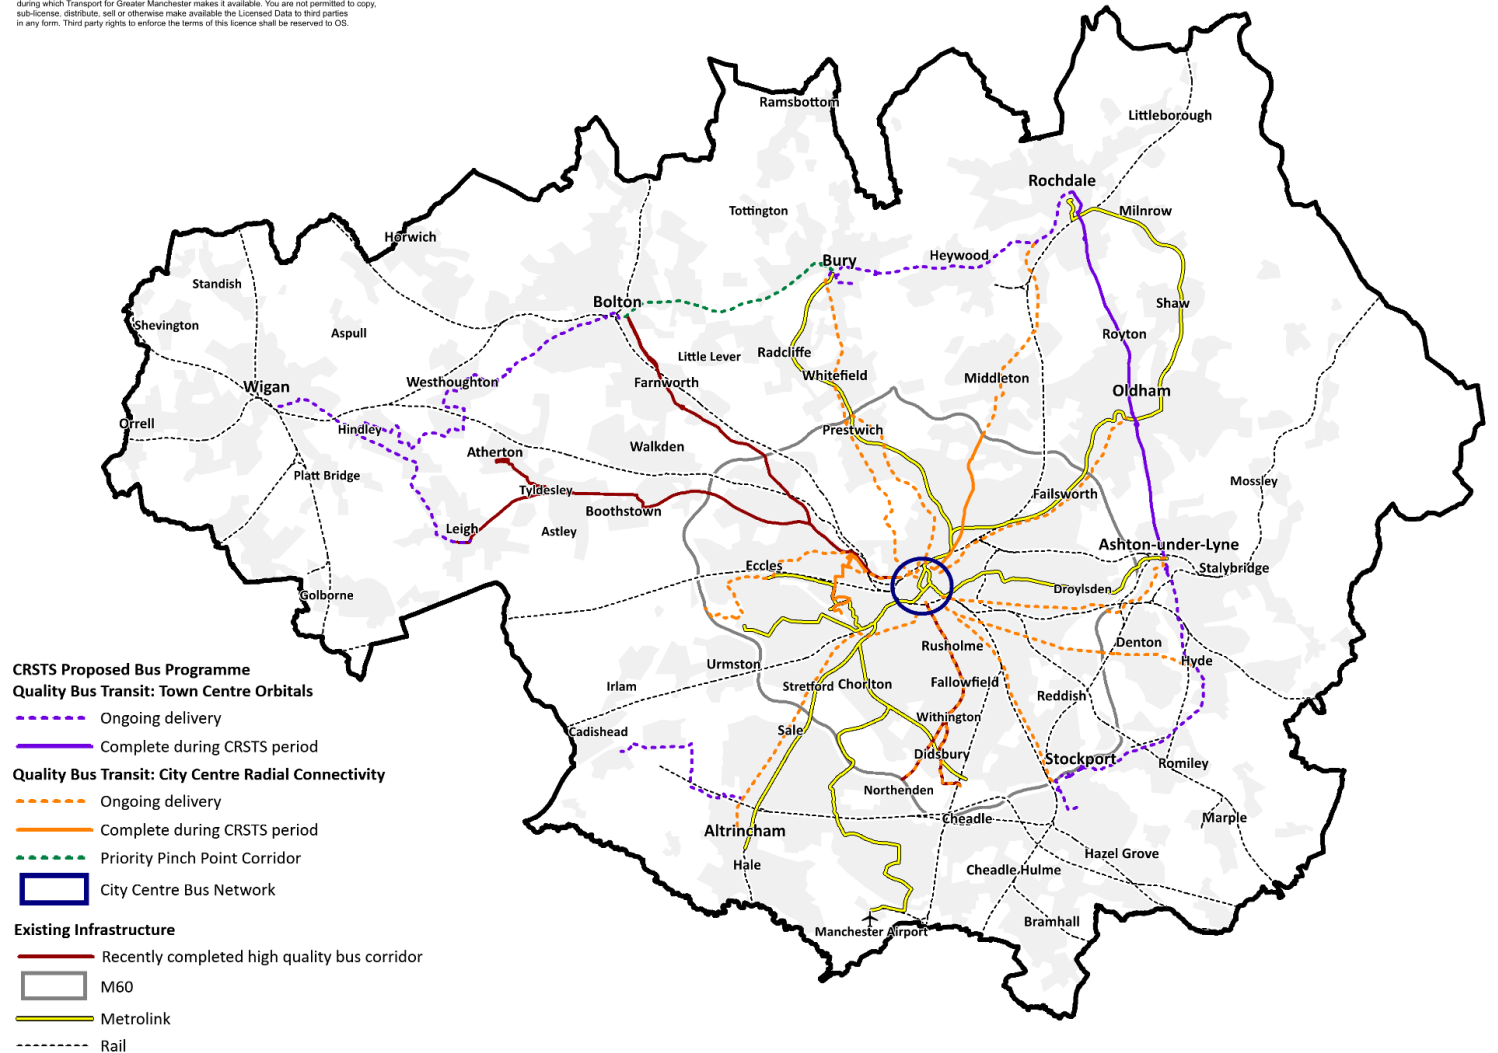 during which Transport for Greater Manchester makes it available. You are not permitted to copy,
sub-license, distribute, sell or otherwise make available the Licensed Data to third parties
in any form. Third party rights to enforce the terms of this licence shall be reserved to OS.
Ramsbottom
Littleborough
Rochdale
Tottington
Milnrow
Horwich
Heywood
Bury
Standish
Bolton
Shaw
Shevington
Aspull
Royton
Little Lever
Radcliffe
Whitefield
Middleton
Westhoughton
Farnworth
Wigan
Oldham
Orrell
Hindley
Prestwich
Walkden
Atherton
Platt Bridge
Mossley
Tyldesley
Failsworth
Boothstown
Leigh
Astley
Ashton-under-Lyne
Eccles
Stalybridge
Droylsden
Golborne
Rusholme
Denton
Hyde
Urmston
Irlam
Stretford
Chorlton
Fallowfield
Reddish
Withington
Cadishead
Sale
Didsbury
Stockport
Romiley
Northenden
Cheadle
Marple
Altrincham
Hale
Hazel Grove
Cheadle Hulme
Bramhall
Manchester Airport
CRSTS Proposed Bus Programme
Quality Bus Transit: Town Centre Orbitals
Ongoing delivery
Complete during CRSTS period
Quality Bus Transit: City Centre Radial Connectivity
Ongoing delivery
Complete during CRSTS period
Priority Pinch Point Corridor
City Centre Bus Network
Existing Infrastructure
Recently completed high quality bus corridor
M60
Metrolink
Rail